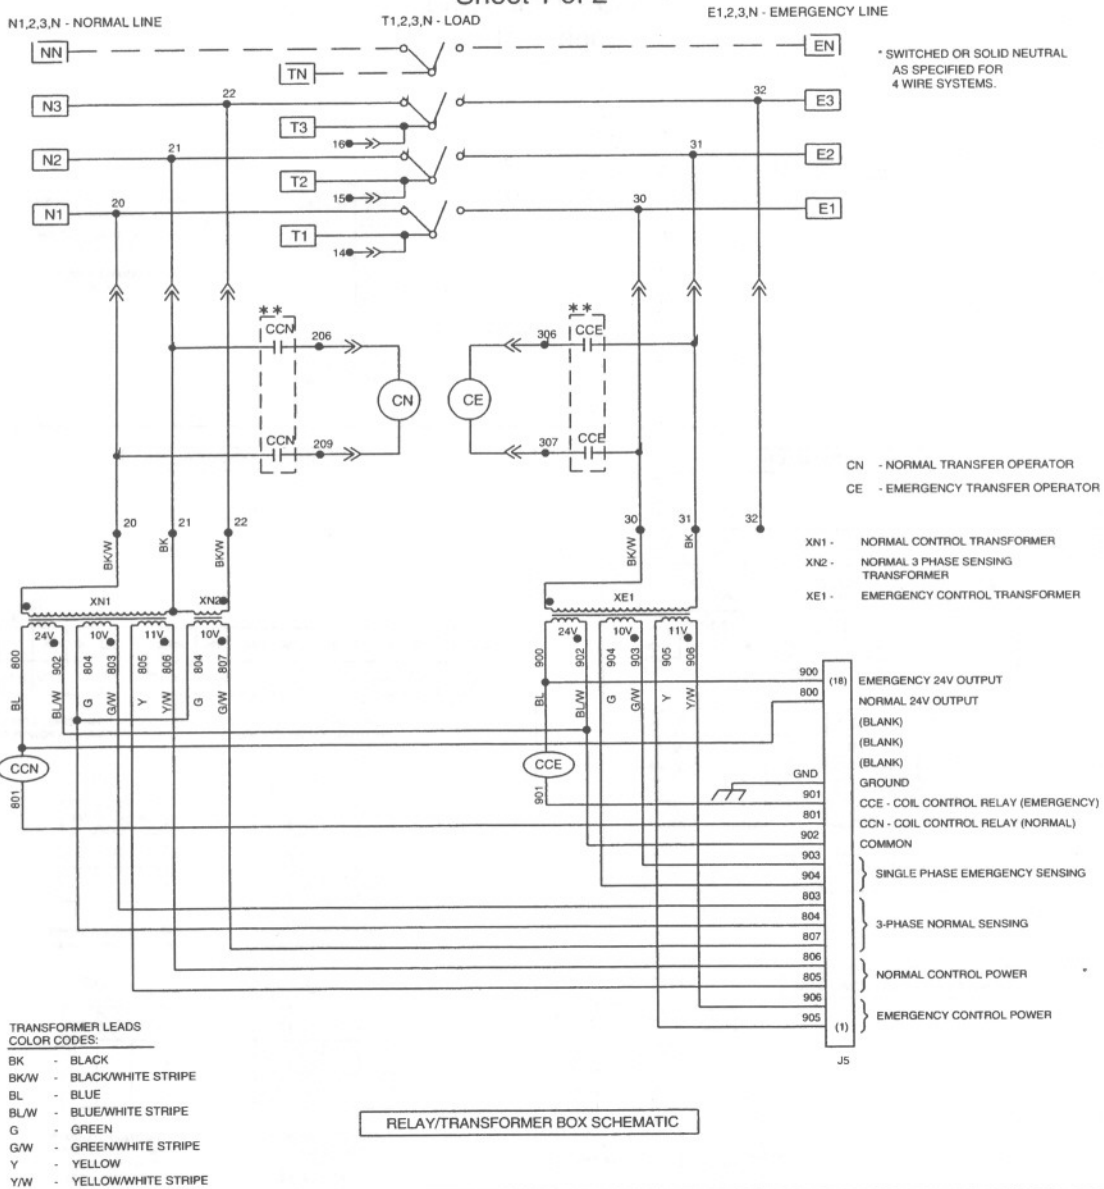 N1,2,3,N - NORMAL LINE
T1,2,3,N - LOAD
E1,2,3,N - EMERGENCY LINE
NN
EN
TN
* SWITCHED OR SOLID NEUTRAL
AS SPECIFIED FOR
4 WIRE SYSTEMS.
N3
22
32
E3
T3
16
N2
21
31
E2
T2
15
N1
20
30
E1
T1
14
* *
CCN
206
306
* *
CCE
CN
CE
CCN
209
307
CCE
CN - NORMAL TRANSFER OPERATOR
CE - EMERGENCY TRANSFER OPERATOR
20
21
22
30
31
32
BK/W
BK
BK/W
BK/W
BK
XN1 - NORMAL CONTROL TRANSFORMER
XN2 - NORMAL 3 PHASE SENSING
TRANSFORMER
XE1 - EMERGENCY CONTROL TRANSFORMER
XN1
XN2
XE1
24V
10V
11V
10V
24V
10V
11V
800
902
804
803
805
806
804
807
900
902
904
903
905
906
BL
BL/W
G
G/W
Y
Y/W
G
G/W
BL
BL/W
G
G/W
Y
Y/W
CCN
801
CCE
901
900 (18) EMERGENCY 24V OUTPUT
800 NORMAL 24V OUTPUT
(BLANK)
(BLANK)
(BLANK)
GND GROUND
901 CCE - COIL CONTROL RELAY (EMERGENCY)
801 CCN - COIL CONTROL RELAY (NORMAL)
902 COMMON
903
904
SINGLE PHASE EMERGENCY SENSING
803
804
807
3-PHASE NORMAL SENSING
806
805
NORMAL CONTROL POWER
906
905 (1)
EMERGENCY CONTROL POWER
J5
TRANSFORMER LEADS
COLOR CODES:
BK - BLACK
BK/W - BLACK/WHITE STRIPE
BL - BLUE
BL/W - BLUE/WHITE STRIPE
G - GREEN
G/W - GREEN/WHITE STRIPE
Y - YELLOW
Y/W - YELLOW/WHITE STRIPE
RELAY/TRANSFORMER BOX SCHEMATIC